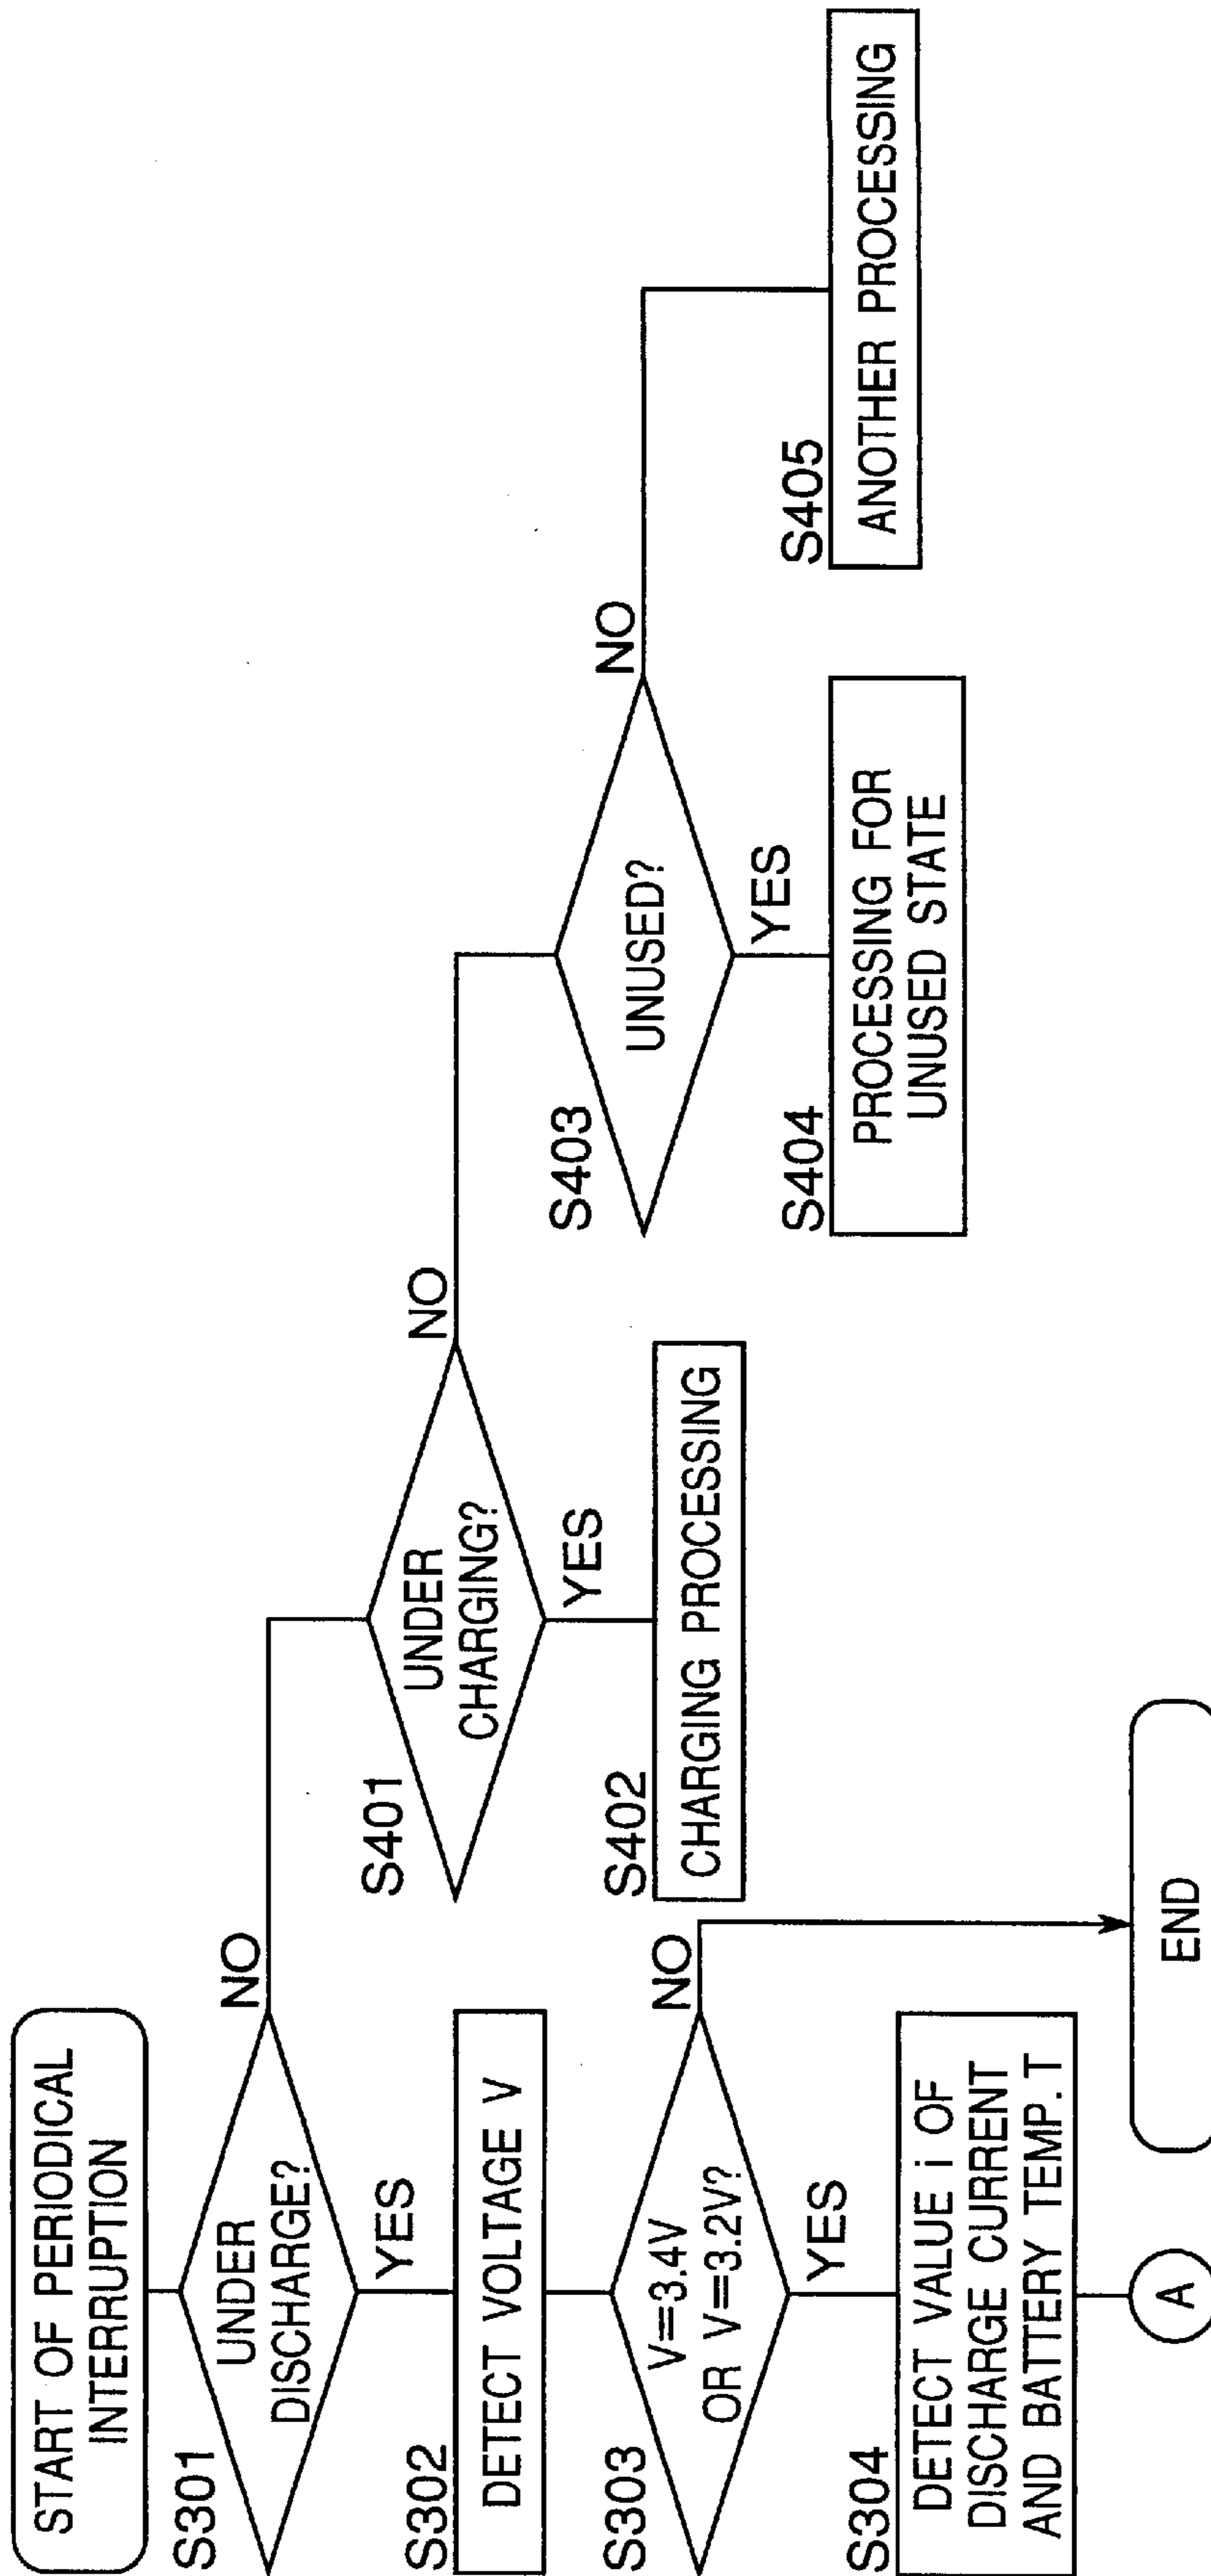 START OF PERIODICAL
INTERRUPTION
S301
UNDER
DISCHARGE?
NO
YES
S302
DETECT VOLTAGE V
S303
V=3.4V
OR V=3.2V?
NO
YES
S304
DETECT VALUE i OF
DISCHARGE CURRENT
AND BATTERY TEMP. T
A
END
S401
UNDER
CHARGING?
NO
YES
S402
CHARGING PROCESSING
S403
UNUSED?
NO
YES
S404
PROCESSING FOR
UNUSED STATE
S405
ANOTHER PROCESSING